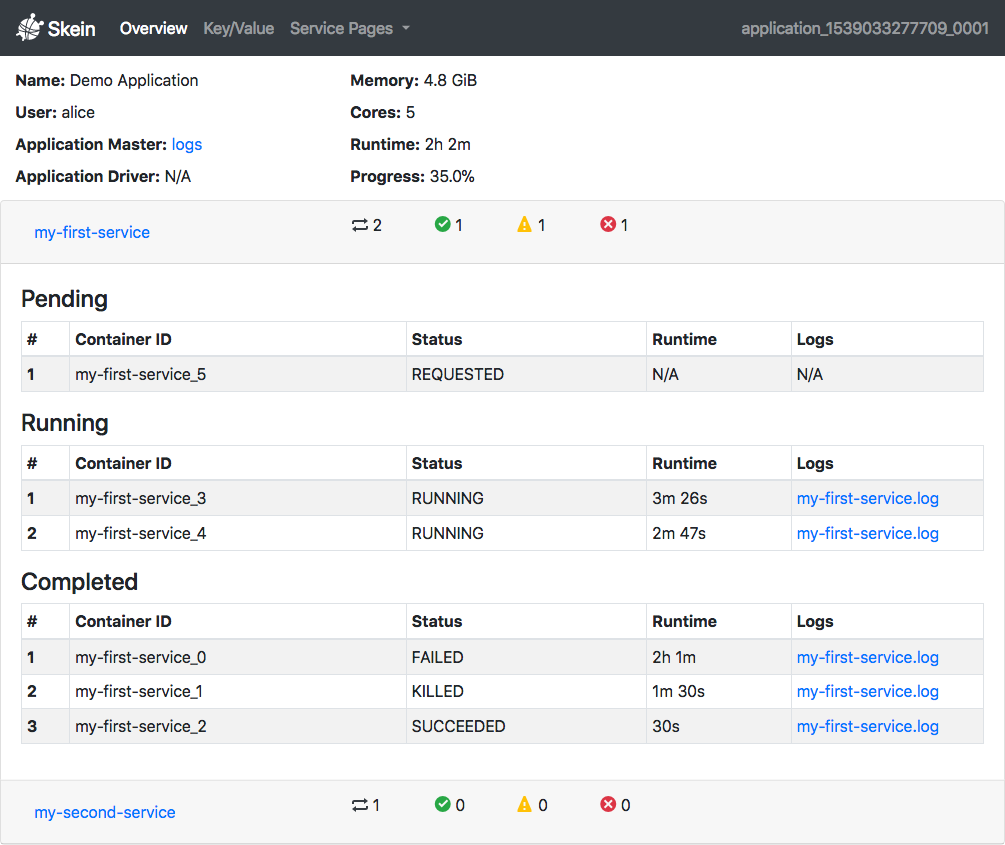 Skein Overview Key/Value Service Pages application_1539033277709_0001
Name: Demo Application Memory: 4.8 GiB
User: alice Cores: 5
Application Master: logs Runtime: 2h 2m
Application Driver: N/A Progress: 35.0%
my-first-service 2 1 1 1
Pending
# Container ID Status Runtime Logs
1 my-first-service_5 REQUESTED N/A N/A
Running
# Container ID Status Runtime Logs
1 my-first-service_3 RUNNING 3m 26s my-first-service.log
2 my-first-service_4 RUNNING 2m 47s my-first-service.log
Completed
# Container ID Status Runtime Logs
1 my-first-service_0 FAILED 2h 1m my-first-service.log
2 my-first-service_1 KILLED 1m 30s my-first-service.log
3 my-first-service_2 SUCCEEDED 30s my-first-service.log
my-second-service 1 0 0 0